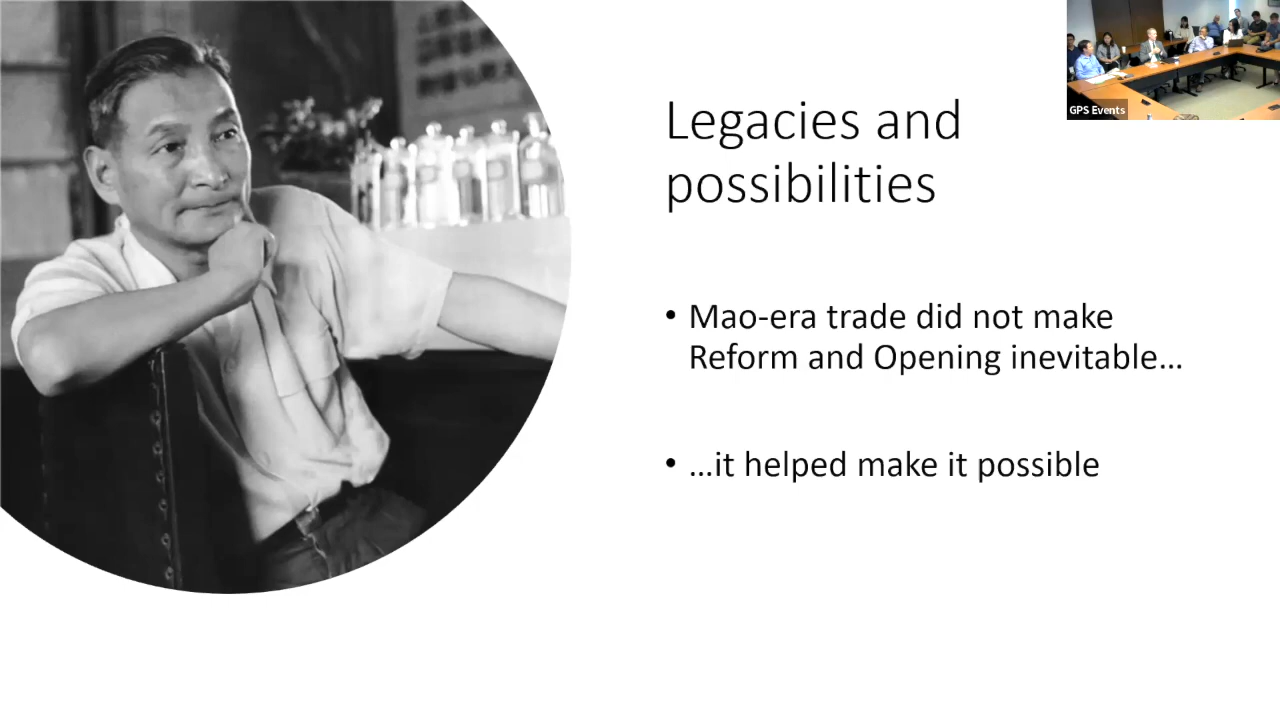 GPS Events
Legacies and
possibilities
• Mao-era trade did not make
Reform and Opening inevitable…
• …it helped make it possible